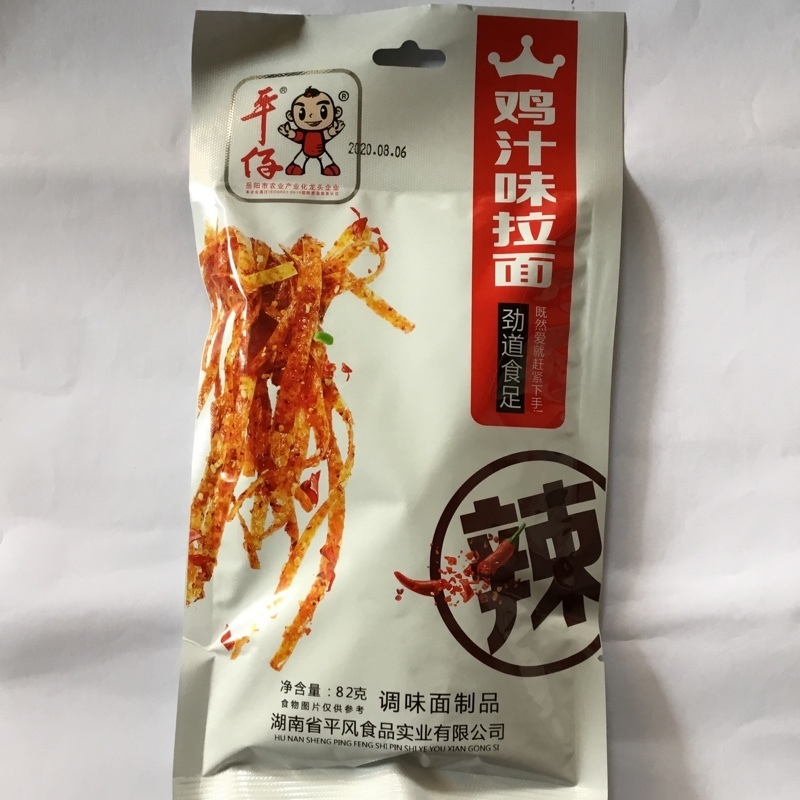 平仔
®
®
岳阳市农业产业化龙头企业
2020.08.06
鸡汁味拉面
劲道食足
既然爱就赶紧下手!
辣
净含量：82克
食物图片仅供参考
调味面制品
湖南省平风食品实业有限公司
HU NAN SHENG PING FENG SHI PIN SHI YE YOU XIAN GONG SI